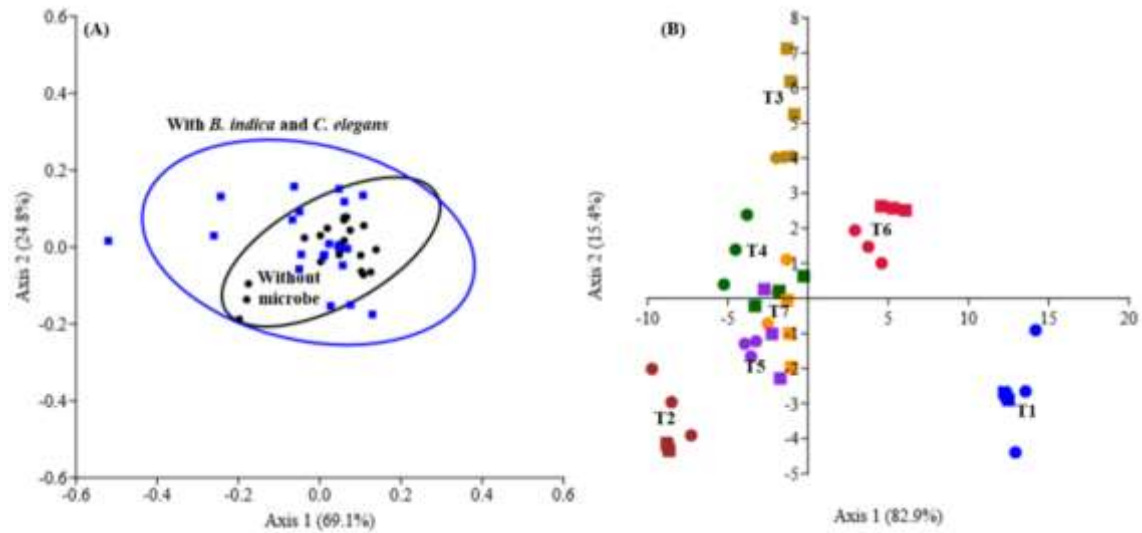 (A)
0.6
0.4
0.2
0.0
-0.2
-0.4
-0.6
Axis 2 (24.8%)
With B. indica and C. elegans
Without
microbe
-0.6
-0.4
-0.2
0.0
0.2
0.4
0.6
Axis 1 (69.1%)
(B)
8
7
6
5
4
3
2
1
-1
-2
-3
-4
-5
Axis 2 (15.4%)
T3
T6
T4
T7
T5
T2
T1
-10
-5
5
10
15
20
Axis 1 (82.9%)